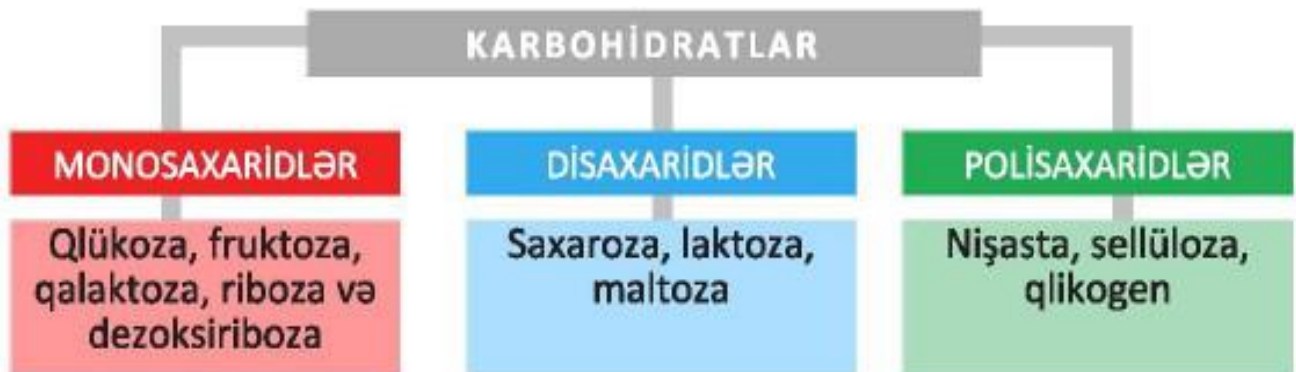 KARBOHİDRATLAR
MONOSAXARİDLƏR
Qlükoza, fruktoza,
qalaktoza, riboza və
dezoksiriboza
DİSAXARİDLƏR
Saxaroza, laktoza,
maltoza
POLİSAXARİDLƏR
Nişasta, sellüloza,
qlikogen